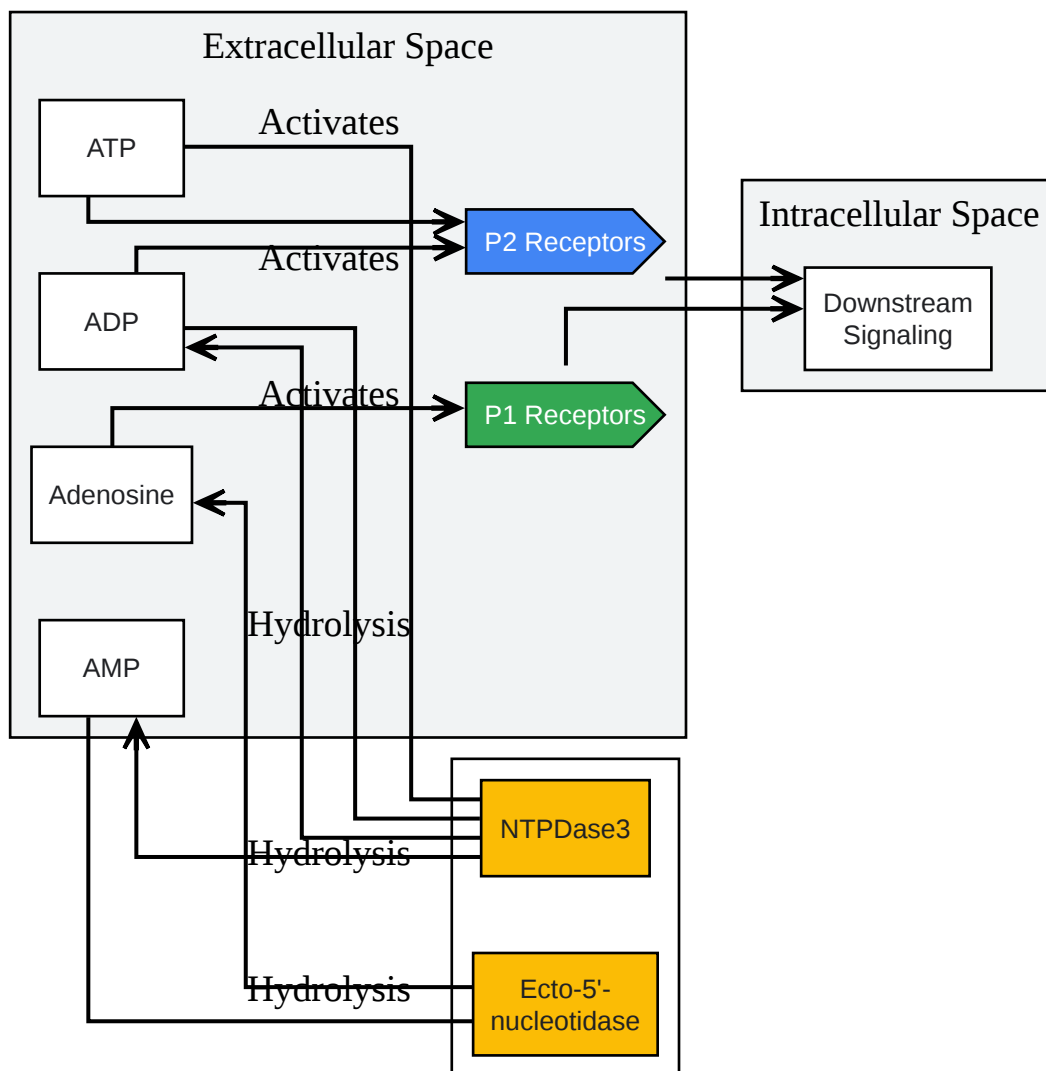 Extracellular Space
Activates
ATP
Intracellular Space
P2 Receptors
Activates
ADP
Downstream
Signaling
Activates
P1 Receptors
Adenosine
Hydrolysis
AMP
NTPDase3
Hydrolysis
Hydrolysis
Ecto-5'-
nucleotidase